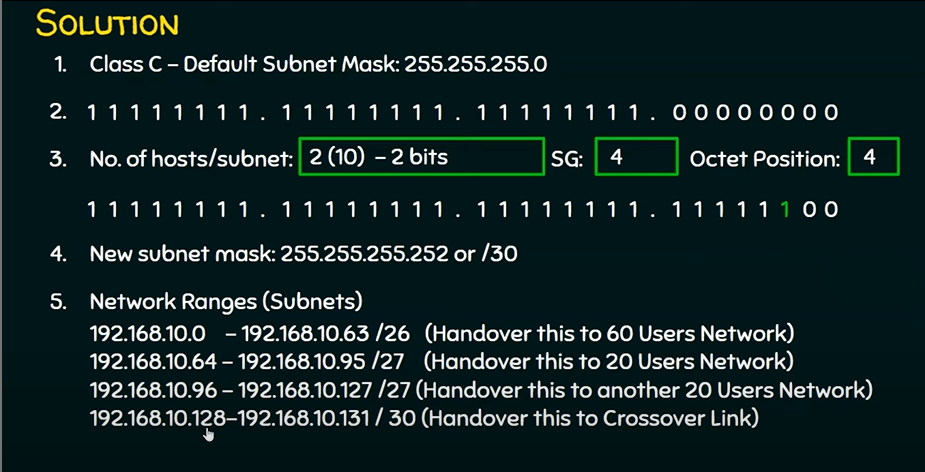 SOLUTION
1. Class C – Default Subnet Mask: 255.255.255.0
2. 1 1 1 1 1 1 1 1 . 1 1 1 1 1 1 1 1 . 1 1 1 1 1 1 1 1 . 0 0 0 0 0 0 0 0
3. No. of hosts/subnet: 2 (10) – 2 bits SG: 4 Octet Position: 4
1 1 1 1 1 1 1 1 . 1 1 1 1 1 1 1 1 . 1 1 1 1 1 1 1 1 . 1 1 1 1 1 1 0 0
4. New subnet mask: 255.255.255.252 or /30
5. Network Ranges (Subnets)
192.168.10.0 – 192.168.10.63 /26 (Handover this to 60 Users Network)
192.168.10.64 – 192.168.10.95 /27 (Handover this to 20 Users Network)
192.168.10.96 – 192.168.10.127 /27 (Handover this to another 20 Users Network)
192.168.10.128–192.168.10.131 / 30 (Handover this to Crossover Link)